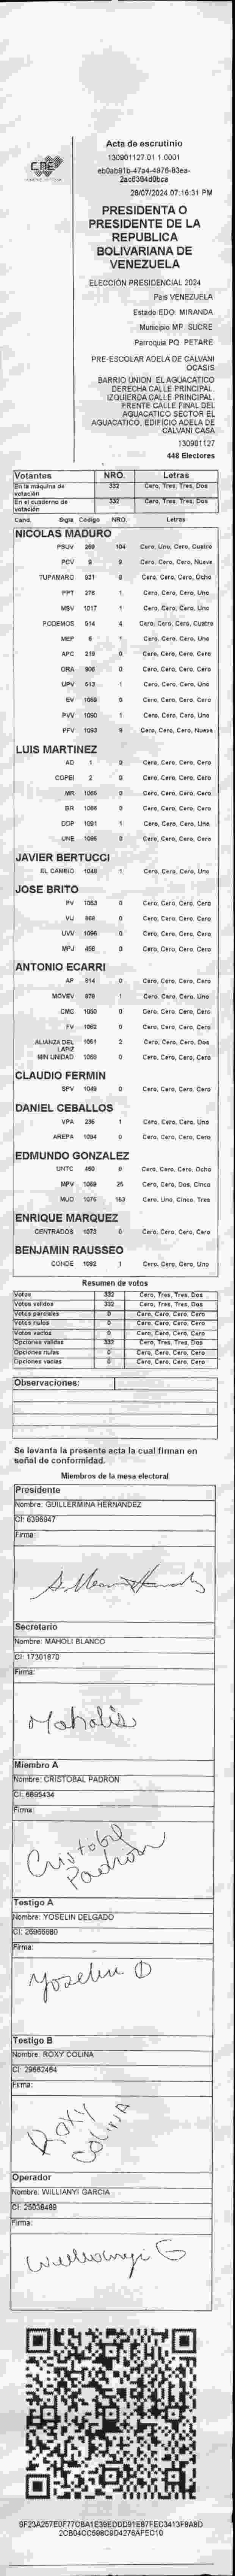 CNE
Acta de escrutinio
130901127.01.1.0001
eb0ab91b-47a4-4976-83ea-
2ac8384d0bca
28/07/2024 07:16:31 PM
PRESIDENTA O
PRESIDENTE DE LA
REPUBLICA
BOLIVARIANA DE
VENEZUELA
ELECCIÓN PRESIDENCIAL 2024
País VENEZUELA
Estado EDO. MIRANDA
Municipio MP. SUCRE
Parroquia PQ. PETARE
PRE-ESCOLAR ADELA DE CALVANI
OCASIS
BARRIO UNION EL AGUACATICO
DERECHA CALLE PRINCIPAL.
IZQUIERDA CALLE PRINCIPAL.
FRENTE CALLE FINAL DEL
AGUACATICO SECTOR EL
AGUACATICO, EDIFICIO ADELA DE
CALVANI CASA
130901127
448 Electores
Votantes NRO. Letras
En la máquina de votación 332 Cero, Tres, Tres, Dos
En el cuaderno de votación 332 Cero, Tres, Tres, Dos
Cand. Sigla Código NRO. Letras
NICOLAS MADURO
PSUV 269 104 Cero, Uno, Cero, Cuatro
PCV 9 9 Cero, Cero, Cero, Nueve
TUPAMARO 931 8 Cero, Cero, Cero, Ocho
PPT 276 1 Cero, Cero, Cero, Uno
MSV 1017 1 Cero, Cero, Cero, Uno
PODEMOS 514 4 Cero, Cero, Cero, Cuatro
MEP 6 1 Cero, Cero, Cero, Uno
APC 219 0 Cero, Cero, Cero, Cero
ORA 906 0 Cero, Cero, Cero, Cero
UPV 513 1 Cero, Cero, Cero, Uno
EV 1089 0 Cero, Cero, Cero, Cero
PVV 1090 1 Cero, Cero, Cero, Uno
PFV 1093 9 Cero, Cero, Cero, Nueve
LUIS MARTINEZ
AD 1 0 Cero, Cero, Cero, Cero
COPEI 2 0 Cero, Cero, Cero, Cero
MR 1065 0 Cero, Cero, Cero, Cero
BR 1086 0 Cero, Cero, Cero, Cero
DDP 1091 1 Cero, Cero, Cero, Uno
UNE 1096 0 Cero, Cero, Cero, Cero
JAVIER BERTUCCI
EL CAMBIO 1048 1 Cero, Cero, Cero, Uno
JOSE BRITO
PV 1053 0 Cero, Cero, Cero, Cero
VU 968 0 Cero, Cero, Cero, Cero
UVV 1098 0 Cero, Cero, Cero, Cero
MPJ 458 0 Cero, Cero, Cero, Cero
ANTONIO ECARRI
AP 814 0 Cero, Cero, Cero, Cero
MOVEV 979 1 Cero, Cero, Cero, Uno
CMC 1050 0 Cero, Cero, Cero, Cero
FV 1062 0 Cero, Cero, Cero, Cero
ALIANZA DEL LAPIZ 1061 2 Cero, Cero, Cero, Dos
MIN UNIDAD 1069 0 Cero, Cero, Cero, Cero
CLAUDIO FERMIN
SPV 1049 0 Cero, Cero, Cero, Cero
DANIEL CEBALLOS
VPA 236 1 Cero, Cero, Cero, Uno
AREPA 1094 0 Cero, Cero, Cero, Cero
EDMUNDO GONZALEZ
UNTC 460 8 Cero, Cero, Cero, Ocho
MPV 1069 25 Cero, Cero, Dos, Cinco
MUD 1076 153 Cero, Uno, Cinco, Tres
ENRIQUE MARQUEZ
CENTRADOS 1073 0 Cero, Cero, Cero, Cero
BENJAMIN RAUSSEO
CONDE 1092 1 Cero, Cero, Cero, Uno
Resumen de votos
Votos 332 Cero, Tres, Tres, Dos
Votos válidos 332 Cero, Tres, Tres, Dos
Votos parciales 0 Cero, Cero, Cero, Cero
Votos nulos 0 Cero, Cero, Cero, Cero
Votos vacíos 0 Cero, Cero, Cero, Cero
Opciones válidas 332 Cero, Tres, Tres, Dos
Opciones nulas 0 Cero, Cero, Cero, Cero
Opciones vacías 0 Cero, Cero, Cero, Cero
Observaciones:
Se levanta la presente acta la cual firman en
señal de conformidad.
Miembros de la mesa electoral
Presidente
Nombre: GUILLERMINA HERNANDEZ
CI: 6396947
Firma:
Secretario
Nombre: MAHOLI BLANCO
CI: 17301870
Firma:
Maholis
Miembro A
Nombre: CRISTOBAL PADRON
CI: 6895434
Firma:
Cristobal
Padron
Testigo A
Nombre: YOSELIN DELGADO
CI: 26966680
Firma:
Yoselin D
Testigo B
Nombre: ROXY COLINA
CI: 29662464
Firma:
ROXY
COLINA
Operador
Nombre: WILLIANYI GARCIA
CI: 25038489
Firma:
Willianyi G
9F23A257E0F77CBA1E39EDDD91E87FEC3413F8A8D
2CB04CC598C9D4276AFEC10